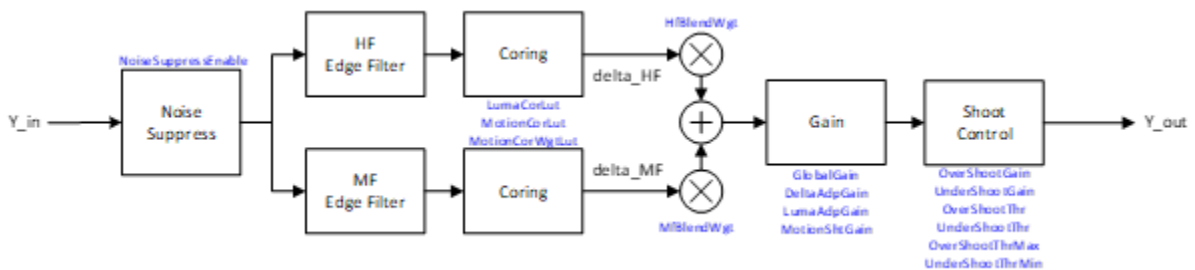 Y_in
NoiseSuppressEnable
Noise
Suppress
HF
Edge Filter
Coring
delta_HF
LumaCorLut
MotionCorLut
MotionCorWgtLut
MF
Edge Filter
Coring
delta_MF
HfBlendWgt
MfBlendWgt
Gain
GlobalGain
DeltaAdpGain
LumaAdpGain
MotionShtGain
Shoot
Control
OverShootGain
UnderShootGain
OverShootThr
UnderShootThr
OverShootThrMax
UnderShootThrMin
Y_out